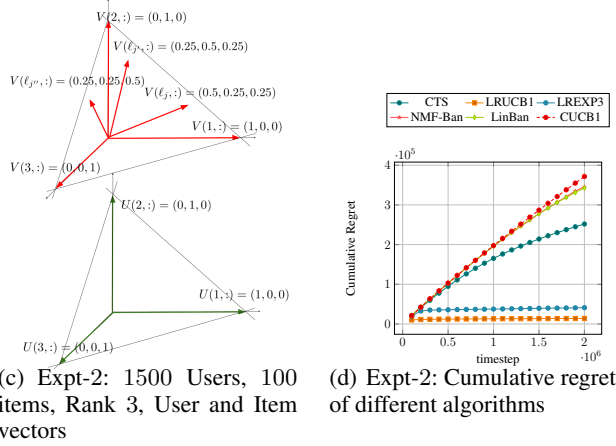 V(2,:) = (0,1,0)
V(ℓj′,:) = (0.25,0.5,0.25)
V(ℓj″,:) = (0.25,0.25,0.5)
V(ℓj,:) = (0.5,0.25,0.25)
V(1,:) = (1,0,0)
V(3,:) = (0,0,1)
U(2,:) = (0,1,0)
U(1,:) = (1,0,0)
U(3,:) = (0,0,1)
(c) Expt-2: 1500 Users, 100
items, Rank 3, User and Item
vectors
CTS LRUCB1 LREXP3
NMF-Ban LinBan CUCB1
·10⁵
4
3
2
1
0
Cumulative Regret
0 0.5 1 1.5 2
timestep
·10⁶
(d) Expt-2: Cumulative regret
of different algorithms